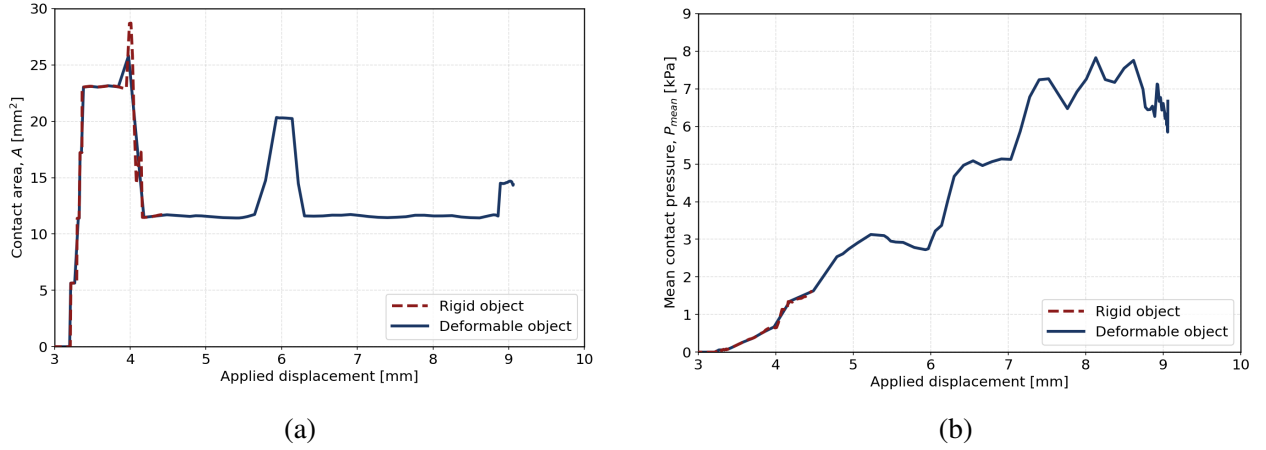 30
25
20
15
10
5
0
Contact area, A [mm²]
3 4 5 6 7 8 9 10
Applied displacement [mm]
Rigid object
Deformable object
(a)
9
8
7
6
5
4
3
2
1
0
Mean contact pressure, Pmean [kPa]
3 4 5 6 7 8 9 10
Applied displacement [mm]
Rigid object
Deformable object
(b)